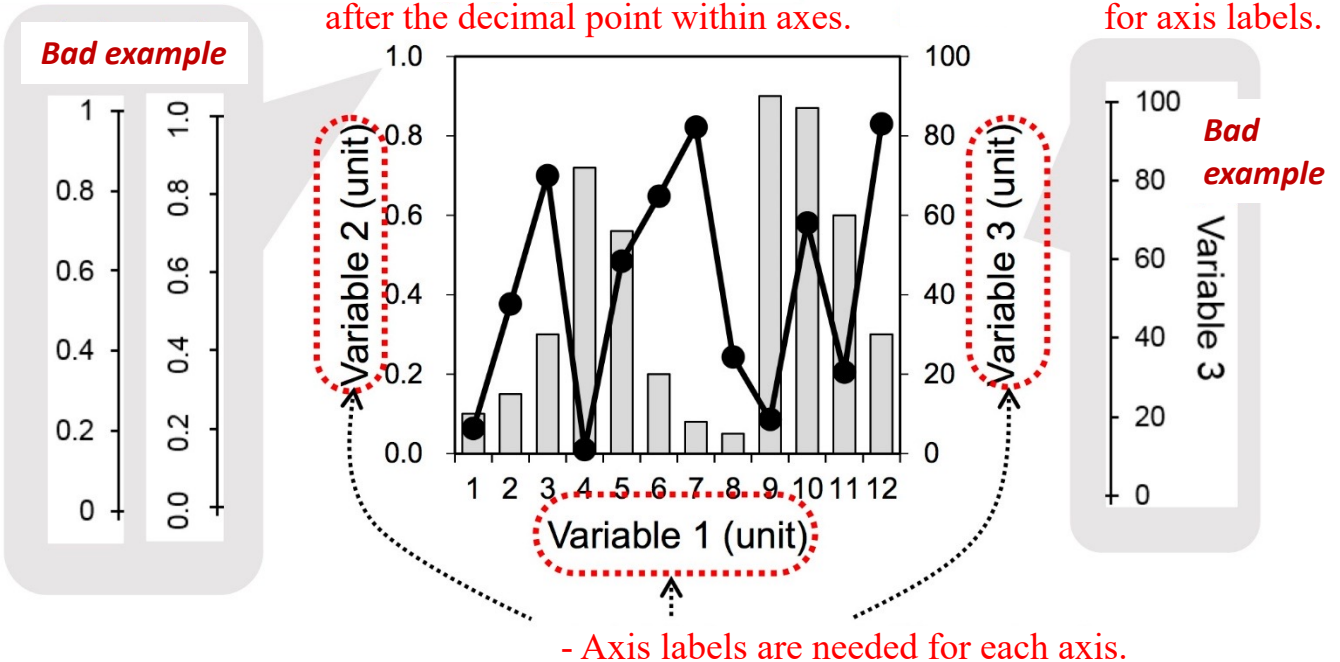 after the decimal point within axes.
for axis labels.
Bad example
1
0.8
0.6
0.4
0.2
0
1.0
0.8
0.6
0.4
0.2
0.0
Variable 2 (unit)
1.0
0.8
0.6
0.4
0.2
0.0
1 2 3 4 5 6 7 8 9 10 11 12
Variable 1 (unit)
100
80
60
40
20
0
Variable 3 (unit)
100
80
60
40
20
0
Variable 3
Bad
example
- Axis labels are needed for each axis.